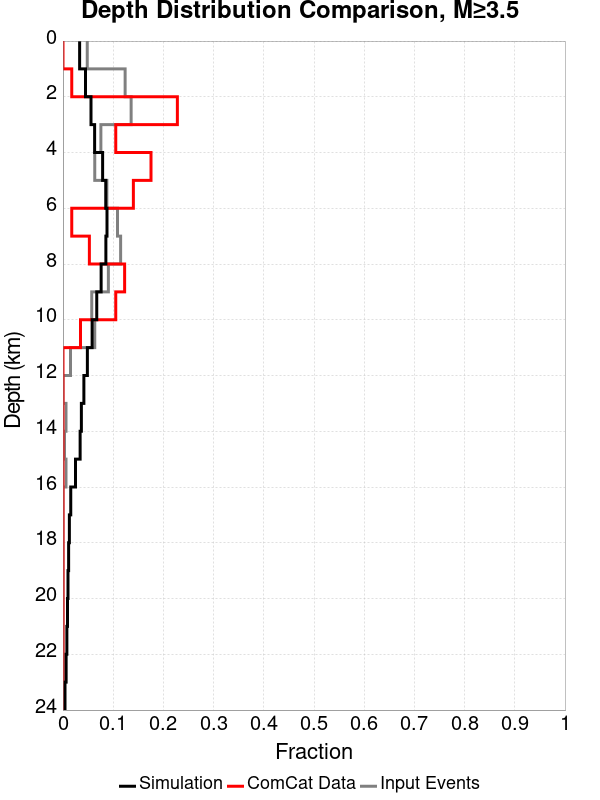 Depth Distribution Comparison, M≥3.5
0
2
4
6
8
10
12
14
16
18
20
22
24
Depth (km)
0 0.1 0.2 0.3 0.4 0.5 0.6 0.7 0.8 0.9 1
Fraction
Simulation ComCat Data Input Events